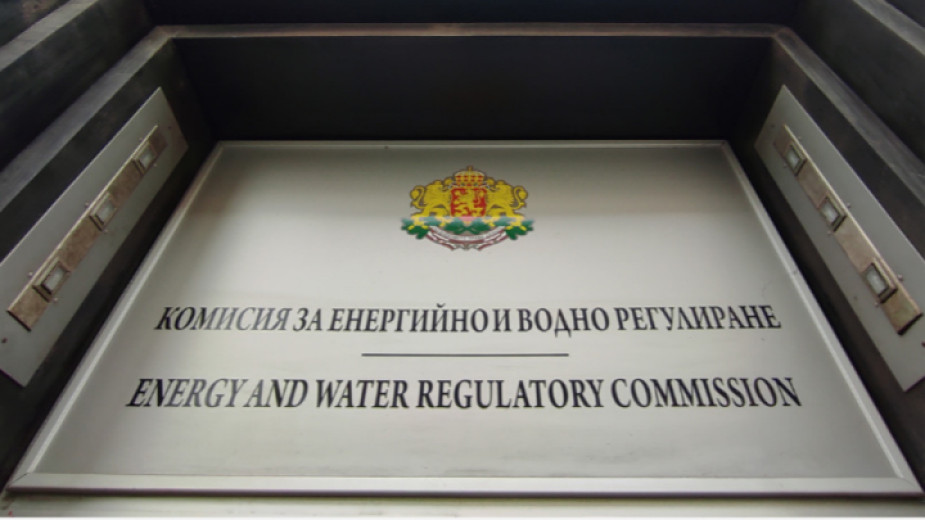 КОМИСИЯ ЗА ЕНЕРГИЙНО И ВОДНО РЕГУЛИРАНЕ
ENERGY AND WATER REGULATORY COMMISSION